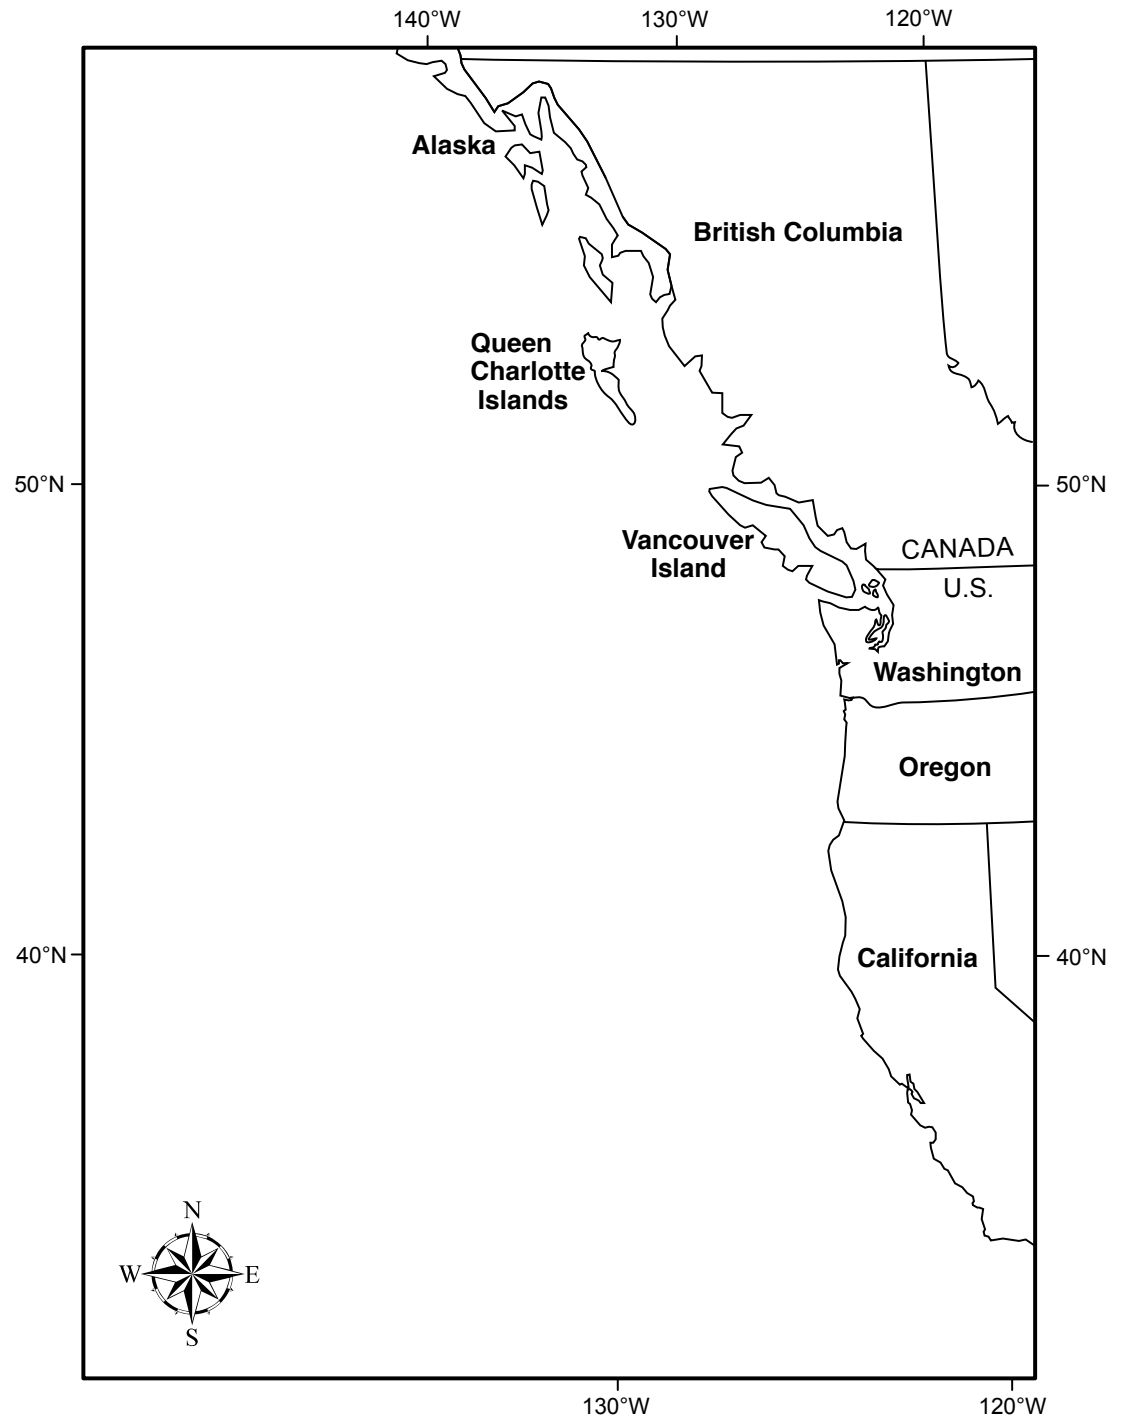 140°W 130°W 120°W
Alaska
British Columbia
Queen
Charlotte
Islands
50°N 50°N
Vancouver
Island
CANADA
U.S.
Washington
Oregon
40°N California 40°N
N
W E
S
130°W 120°W